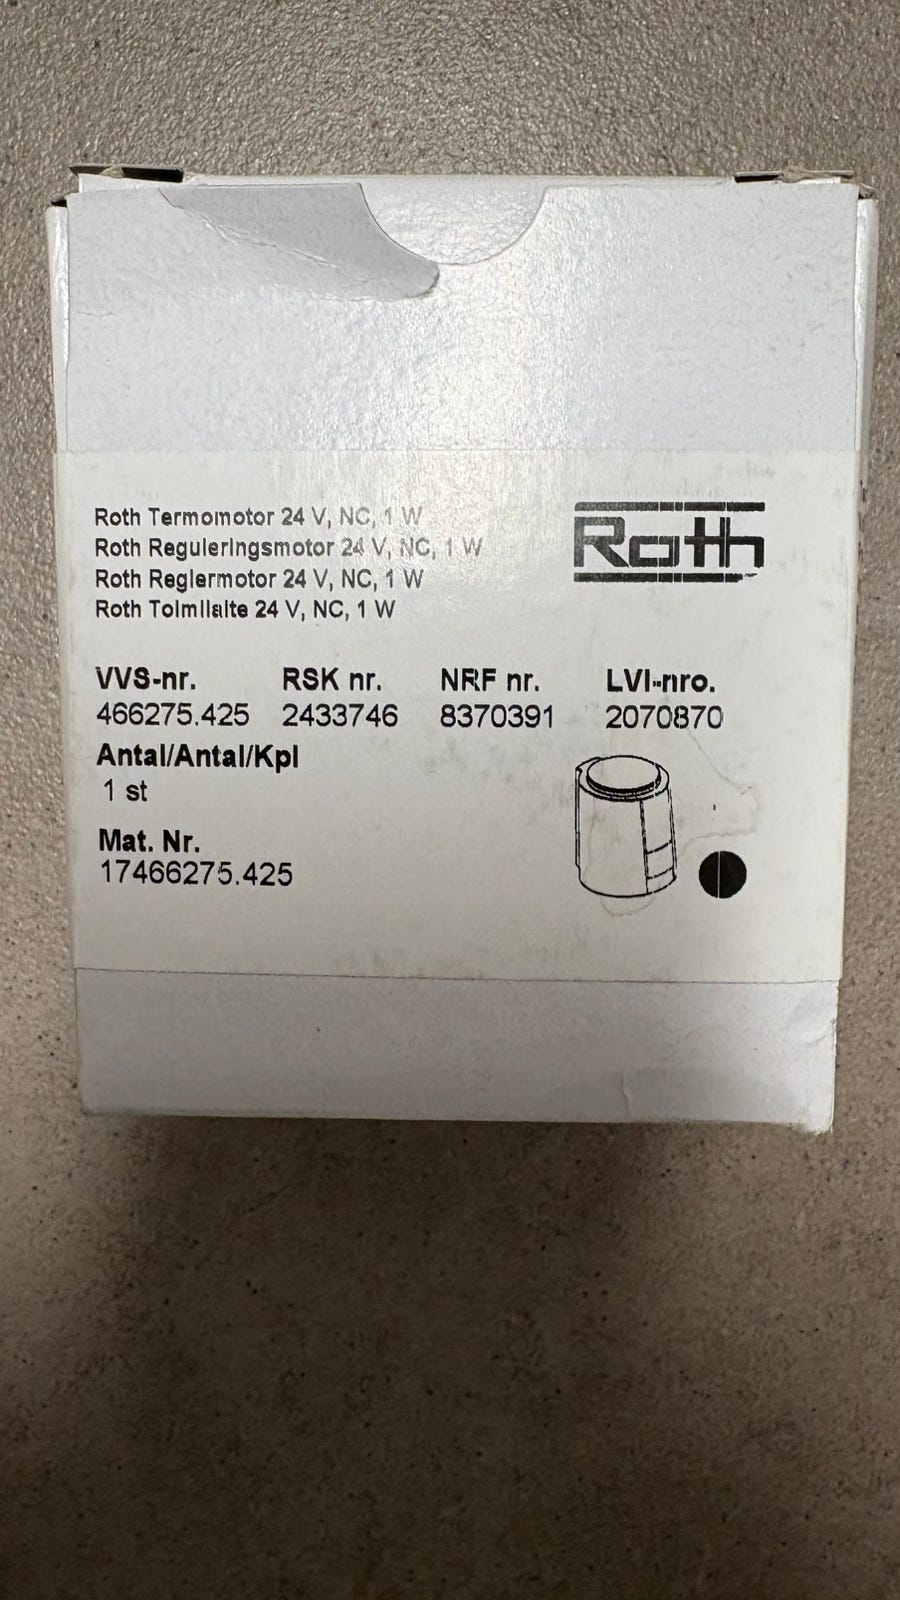 Roth Termomotor 24 V, NC, 1 W
Roth Reguleringsmotor 24 V, NC, 1 W
Roth Reglermotor 24 V, NC, 1 W
Roth Toimilaite 24 V, NC, 1 W
Roth
VVS-nr. RSK nr. NRF nr. LVI-nro.
466275.425 2433746 8370391 2070870
Antal/Antal/Kpl
1 st
Mat. Nr.
17466275.425